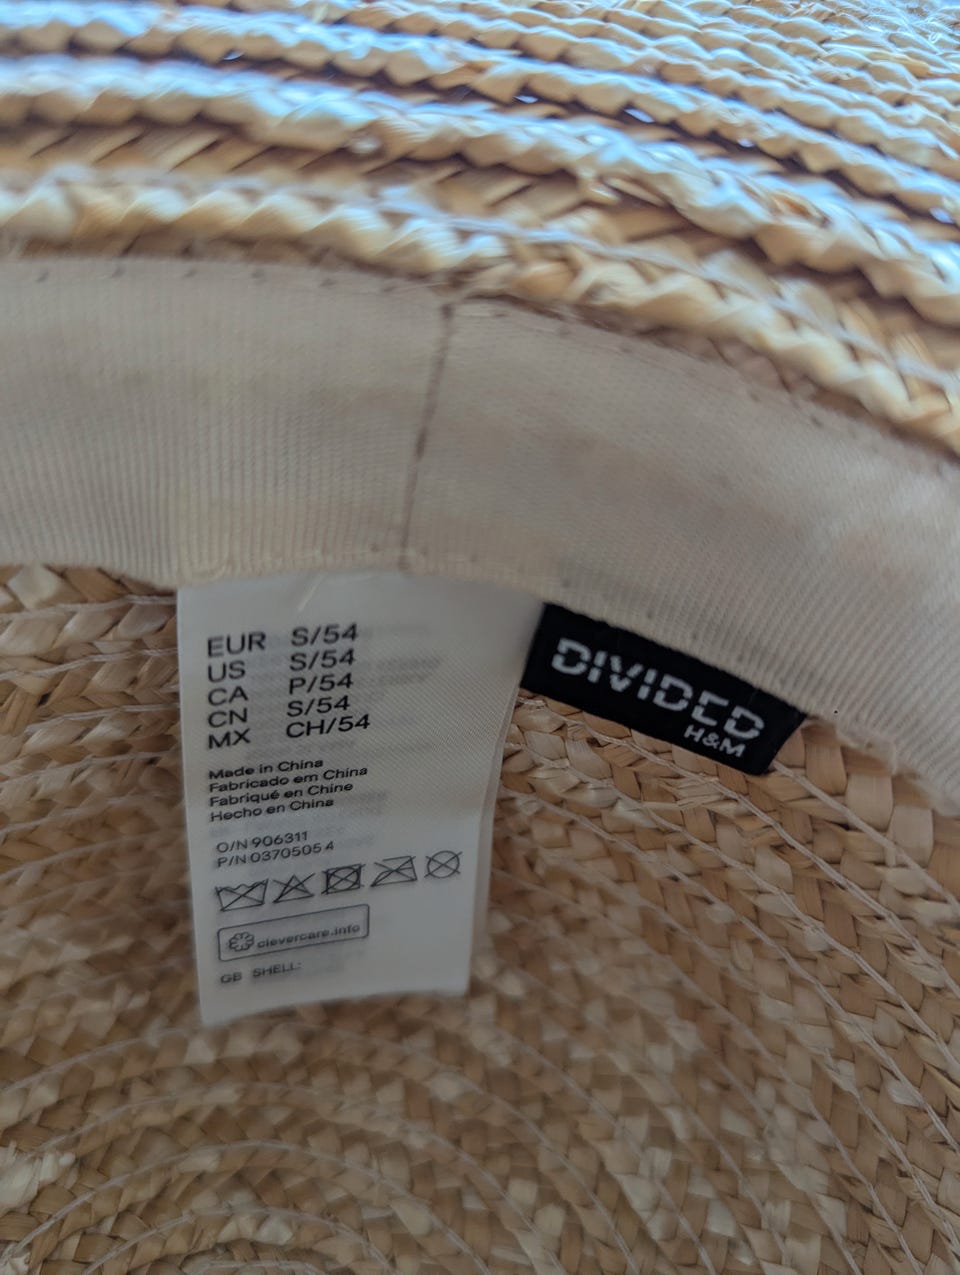 EUR S/54
US S/54
CA P/54
CN S/54
MX CH/54
Made in China
Fabricado em China
Fabriqué en Chine
Hecho en China
O/N 906311
P/N 0370505 4
clevercare.info
GB SHELL:
DIVIDED
H&M